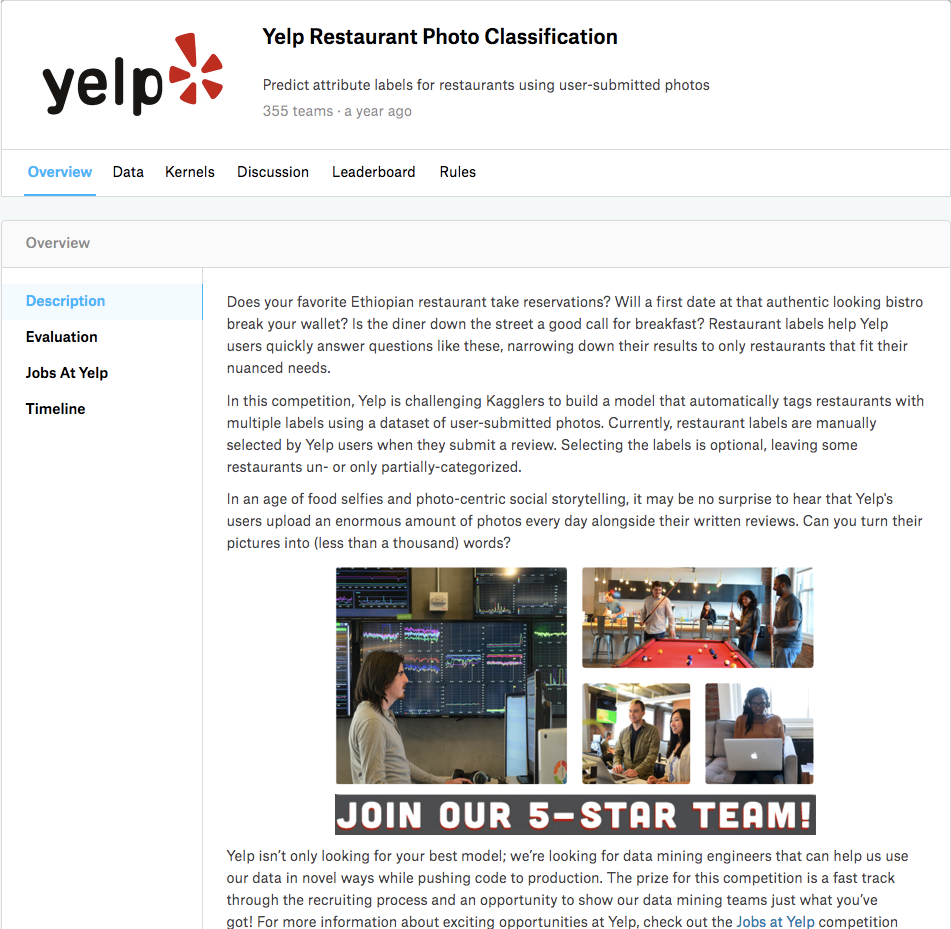 yelp
Yelp Restaurant Photo Classification
Predict attribute labels for restaurants using user-submitted photos
355 teams · a year ago
Overview Data Kernels Discussion Leaderboard Rules
Overview
Description
Evaluation
Jobs At Yelp
Timeline
Does your favorite Ethiopian restaurant take reservations? Will a first date at that authentic looking bistro
break your wallet? Is the diner down the street a good call for breakfast? Restaurant labels help Yelp
users quickly answer questions like these, narrowing down their results to only restaurants that fit their
nuanced needs.
In this competition, Yelp is challenging Kagglers to build a model that automatically tags restaurants with
multiple labels using a dataset of user-submitted photos. Currently, restaurant labels are manually
selected by Yelp users when they submit a review. Selecting the labels is optional, leaving some
restaurants un- or only partially-categorized.
In an age of food selfies and photo-centric social storytelling, it may be no surprise to hear that Yelp's
users upload an enormous amount of photos every day alongside their written reviews. Can you turn their
pictures into (less than a thousand) words?
JOIN OUR 5–STAR TEAM!
Yelp isn’t only looking for your best model; we’re looking for data mining engineers that can help us use
our data in novel ways while pushing code to production. The prize for this competition is a fast track
through the recruiting process and an opportunity to show our data mining teams just what you’ve
got! For more information about exciting opportunities at Yelp, check out the Jobs at Yelp competition